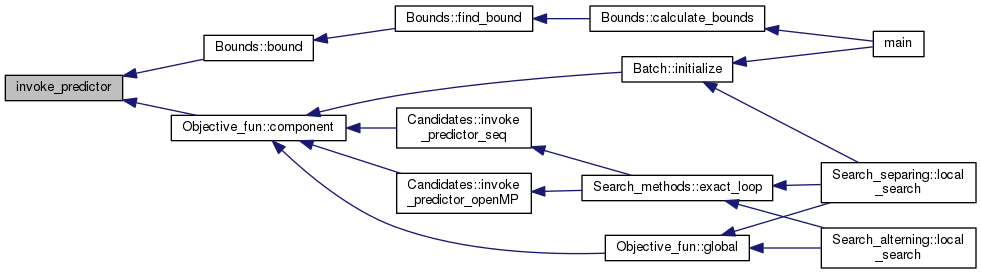 Bounds::find_bound
Bounds::calculate_bounds
Bounds::bound
main
Batch::initialize
invoke_predictor
Candidates::invoke
_predictor_seq
Objective_fun::component
Search_separing::local
_search
Candidates::invoke
_predictor_openMP
Search_methods::exact_loop
Objective_fun::global
Search_alterning::local
_search